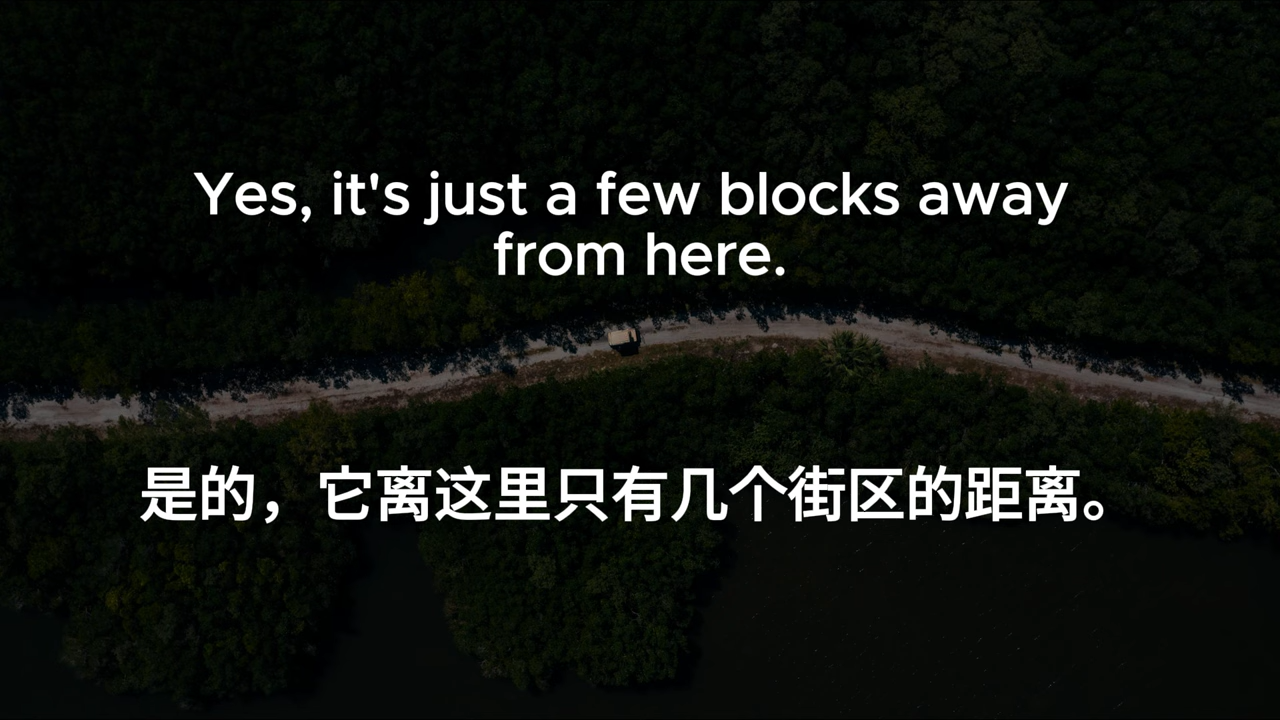 Yes, it's just a few blocks away
from here.
是的，它离这里只有几个街区的距离。